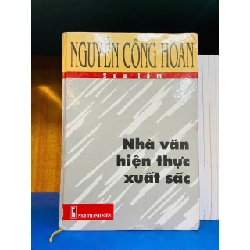 NGUYỄN CÔNG HOAN
Nhà văn
hiện thực
xuất sắc